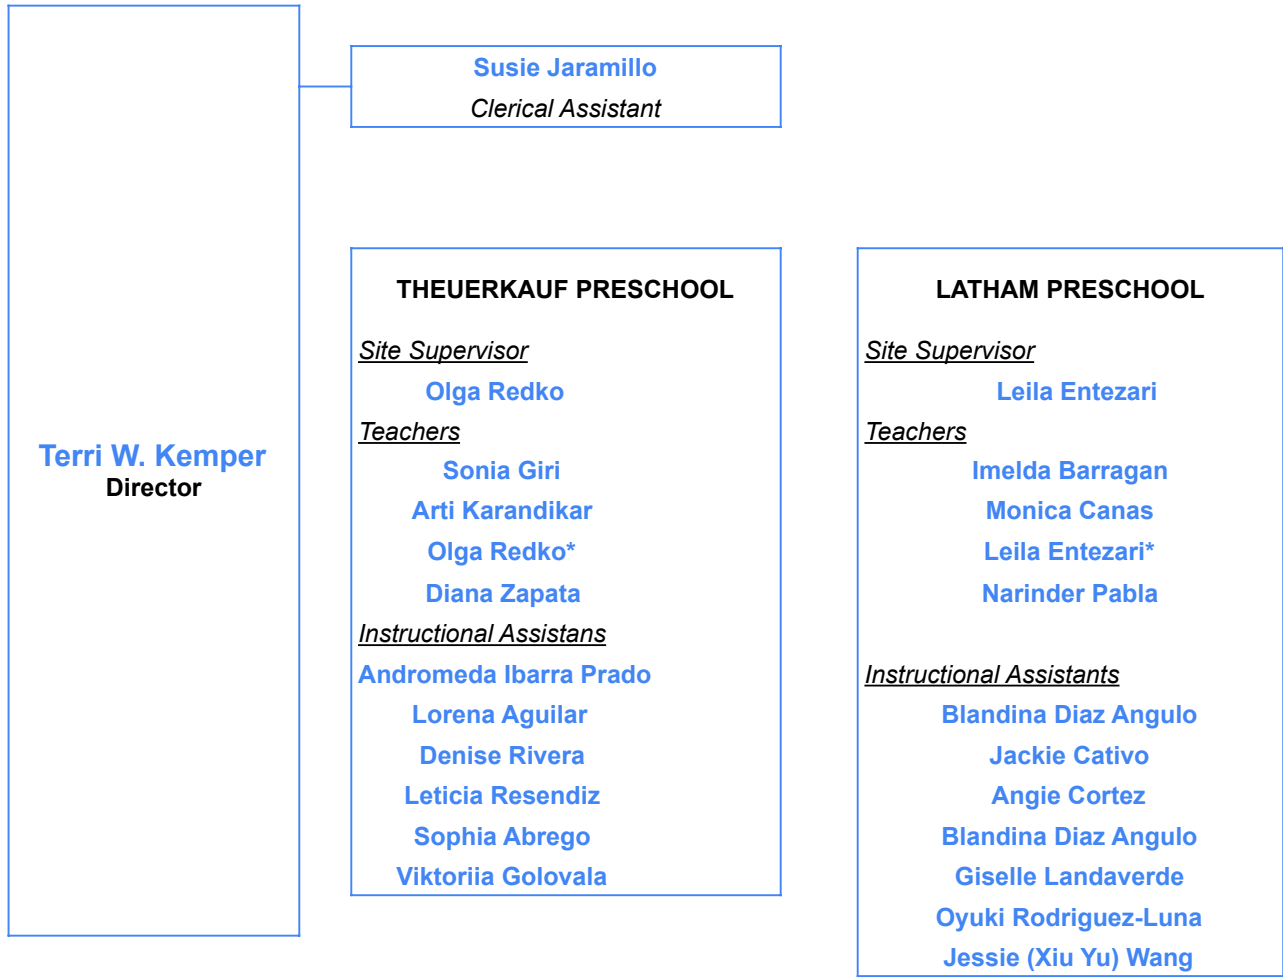 Terri W. Kemper
Director
Susie Jaramillo
Clerical Assistant
THEUERKAUF PRESCHOOL
Site Supervisor
Olga Redko
Teachers
Sonia Giri
Arti Karandikar
Olga Redko*
Diana Zapata
Instructional Assistans
Andromeda Ibarra Prado
Lorena Aguilar
Denise Rivera
Leticia Resendiz
Sophia Abrego
Viktoriia Golovala
LATHAM PRESCHOOL
Site Supervisor
Leila Entezari
Teachers
Imelda Barragan
Monica Canas
Leila Entezari*
Narinder Pabla
Instructional Assistants
Blandina Diaz Angulo
Jackie Cativo
Angie Cortez
Blandina Diaz Angulo
Giselle Landaverde
Oyuki Rodriguez-Luna
Jessie (Xiu Yu) Wang